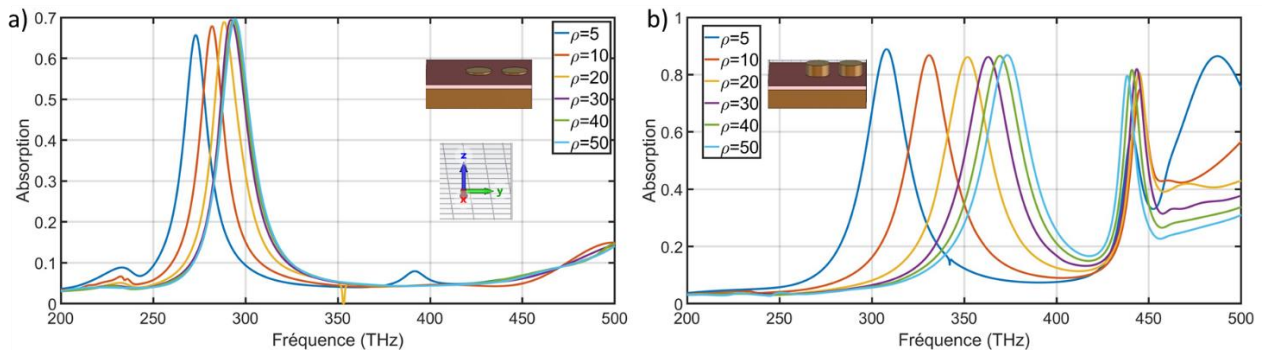 a)
0.7
0.6
0.5
0.4
0.3
0.2
0.1
0
Absorption
200
250
300
350
400
450
500
Fréquence (THz)
ρ=5
ρ=10
ρ=20
ρ=30
ρ=40
ρ=50
z
y
x
b)
1
0.8
0.6
0.4
0.2
0
Absorption
200
250
300
350
400
450
500
Fréquence (THz)
ρ=5
ρ=10
ρ=20
ρ=30
ρ=40
ρ=50